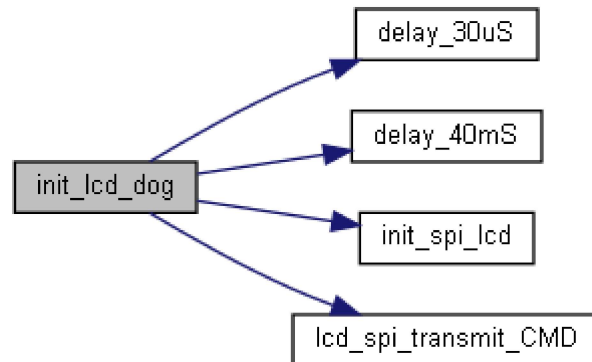 delay_30uS
delay_40mS
init_lcd_dog
init_spi_lcd
lcd_spi_transmit_CMD